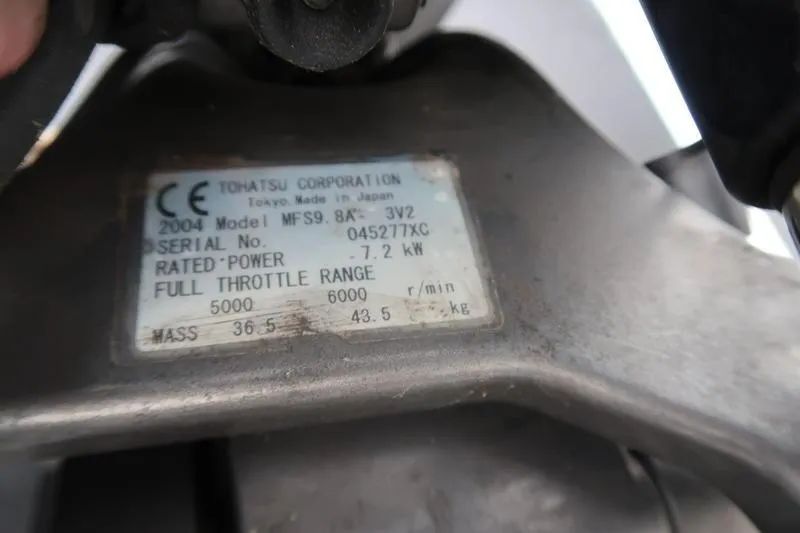 CE TOHATSU CORPORATION
Tokyo. Made in Japan
2004 Model MFS9.8A- 3V2
SERIAL No. 045277XC
RATED POWER 7.2 kW
FULL THROTTLE RANGE
5000 6000 r/min
MASS 36.5 43.5 kg